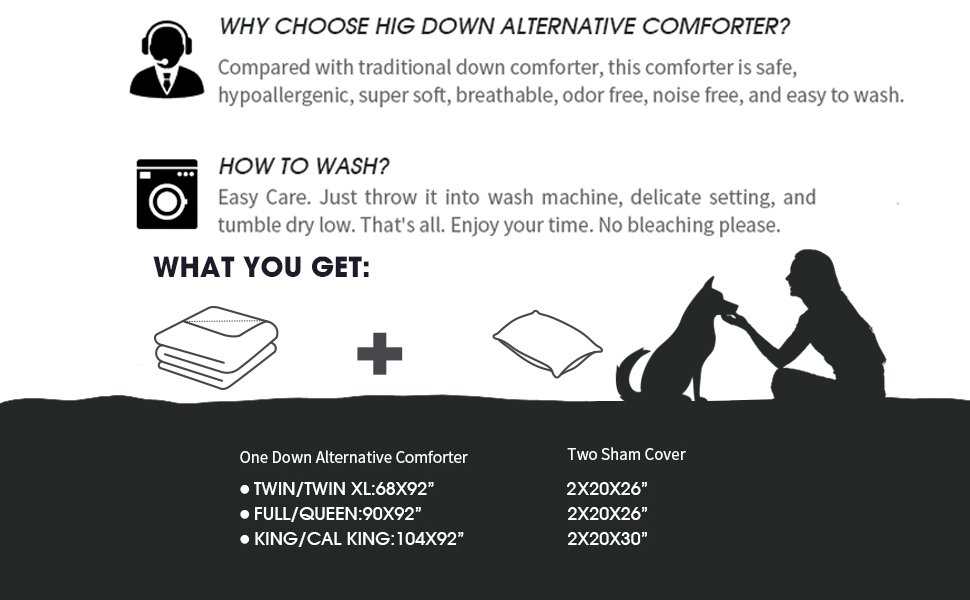 WHY CHOOSE HIG DOWN ALTERNATIVE COMFORTER?
Compared with traditional down comforter, this comforter is safe,
hypoallergenic, super soft, breathable, odor free, noise free, and easy to wash.
HOW TO WASH?
Easy Care. Just throw it into wash machine, delicate setting, and
tumble dry low. That's all. Enjoy your time. No bleaching please.
WHAT YOU GET:
One Down Alternative Comforter
● TWIN/TWIN XL:68X92”
● FULL/QUEEN:90X92”
● KING/CAL KING:104X92”
Two Sham Cover
2X20X26”
2X20X26”
2X20X30”